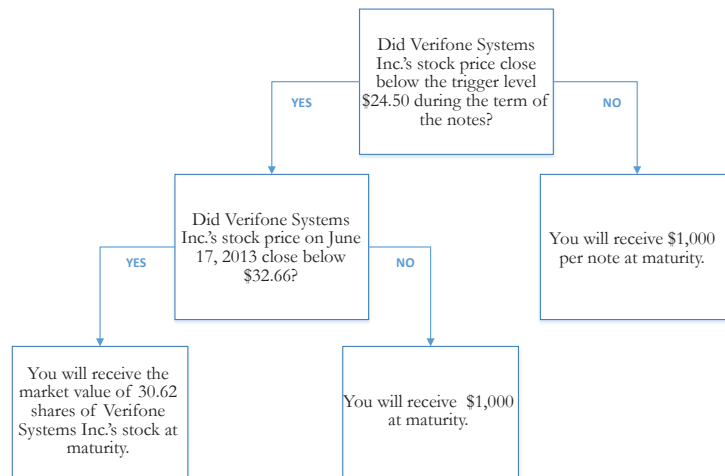 Did Verifone Systems
Inc.'s stock price close
below the trigger level
$24.50 during the term of
the notes?
YES
NO
Did Verifone Systems
Inc.'s stock price on June
17, 2013 close below
$32.66?
You will receive $1,000
per note at maturity.
YES
NO
You will receive the
market value of 30.62
shares of Verifone
Systems Inc.'s stock at
maturity.
You will receive $1,000
at maturity.